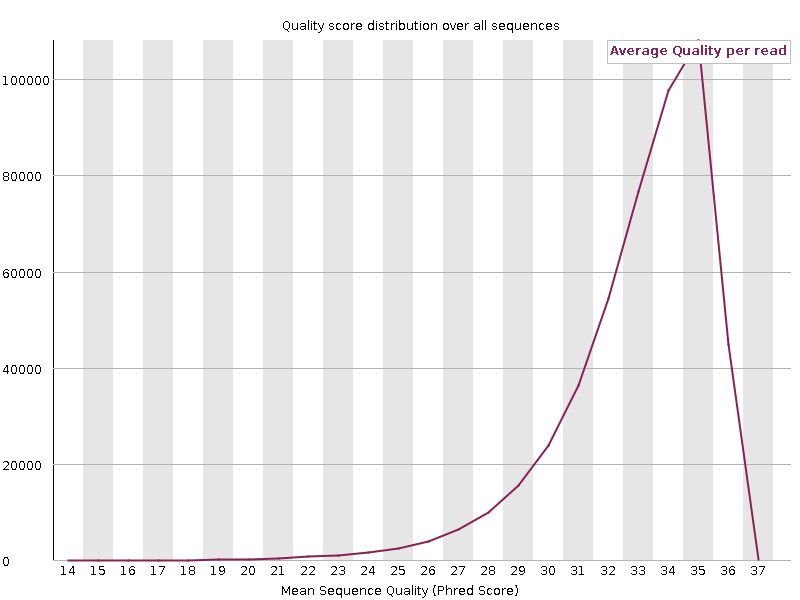 Quality score distribution over all sequences
Average Quality per read
100000
80000
60000
40000
20000
0
14 15 16 17 18 19 20 21 22 23 24 25 26 27 28 29 30 31 32 33 34 35 36 37
Mean Sequence Quality (Phred Score)